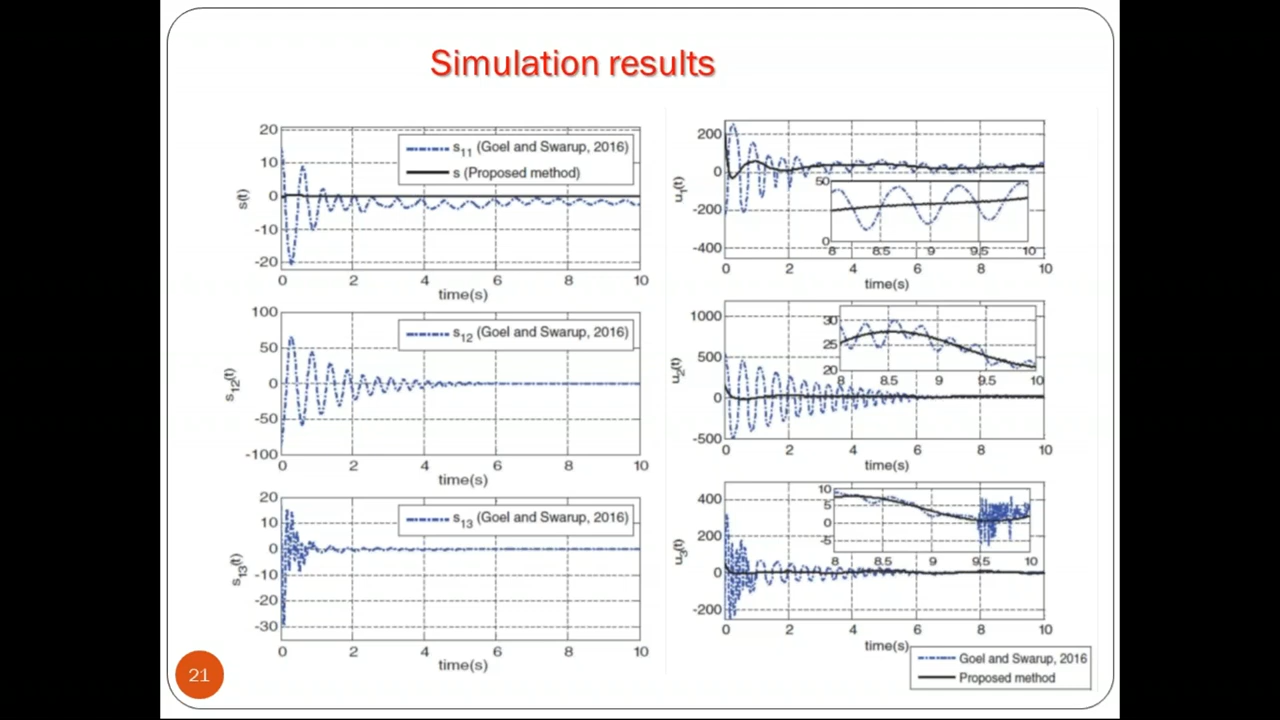 Simulation results
20
10
0
-10
-20
s(t)
s11 (Goel and Swarup, 2016)
s (Proposed method)
0 2 4 6 8 10
time(s)
100
50
0
-50
-100
s12(t)
s12 (Goel and Swarup, 2016)
0 2 4 6 8 10
time(s)
20
10
0
-10
-20
-30
s13(t)
s13 (Goel and Swarup, 2016)
0 2 4 6 8 10
time(s)
200
0
-200
-400
u1(t)
50
0
8 8.5 9 9.5 10
0 2 4 6 8 10
time(s)
1000
500
0
-500
u2(t)
30
25
20
8 8.5 9 9.5 10
0 2 4 6 8 10
time(s)
400
200
0
-200
u3(t)
10
5
0
-5
8 8.5 9 9.5 10
0 2 4 6 8 10
time(s)
Goel and Swarup, 2016
Proposed method
21